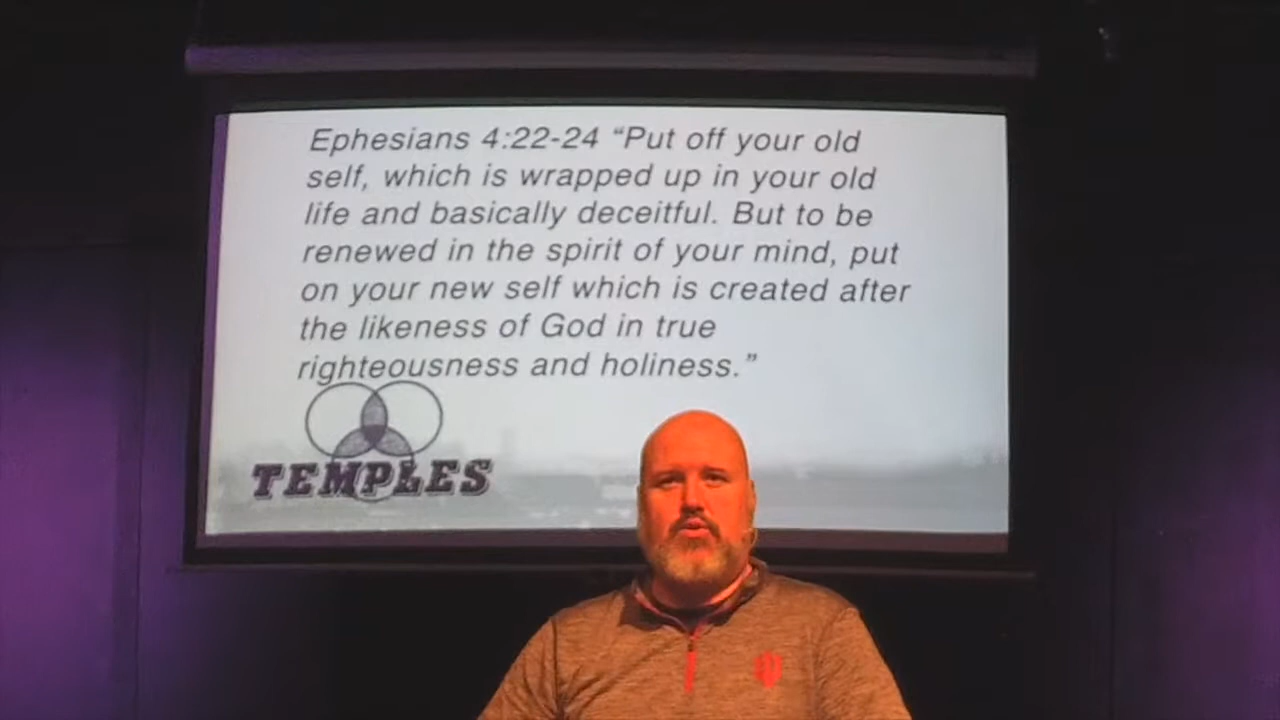 Ephesians 4:22-24 “Put off your old
self, which is wrapped up in your old
life and basically deceitful. But to be
renewed in the spirit of your mind, put
on your new self which is created after
the likeness of God in true
righteousness and holiness.”
TEMPLES